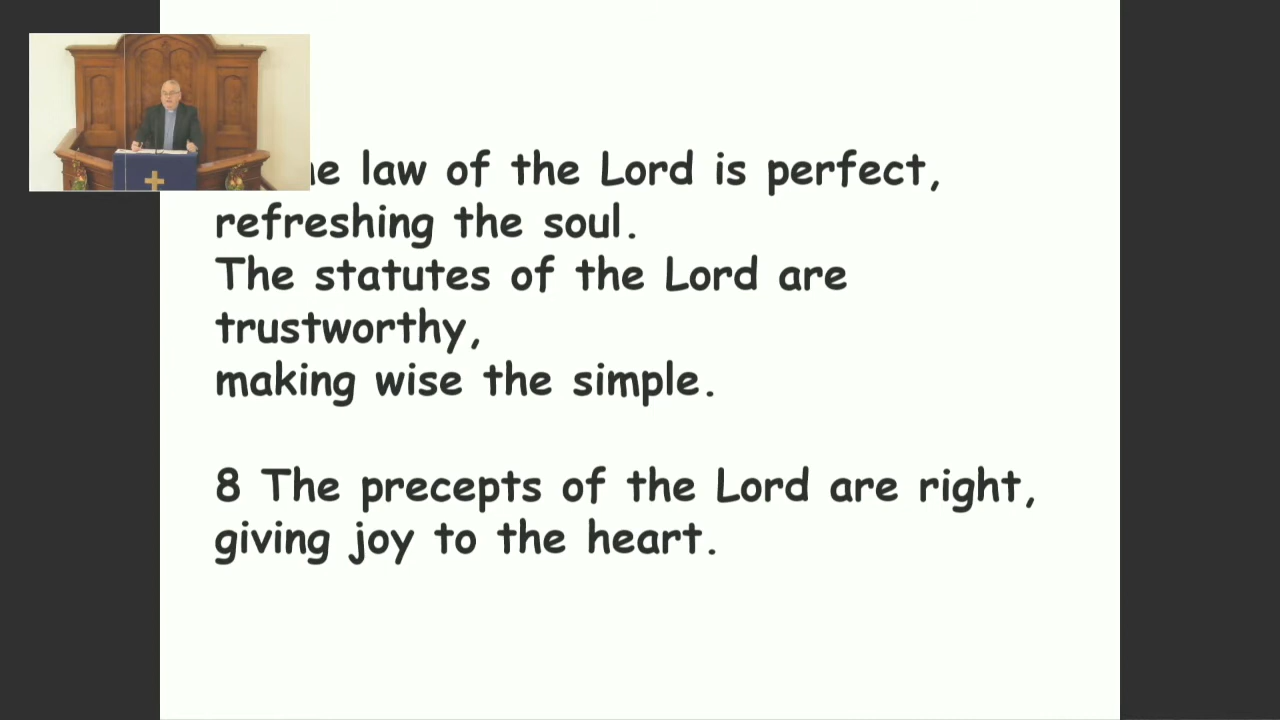 law of the Lord is perfect,
refreshing the soul.
The statutes of the Lord are
trustworthy,
making wise the simple.
8 The precepts of the Lord are right,
giving joy to the heart.